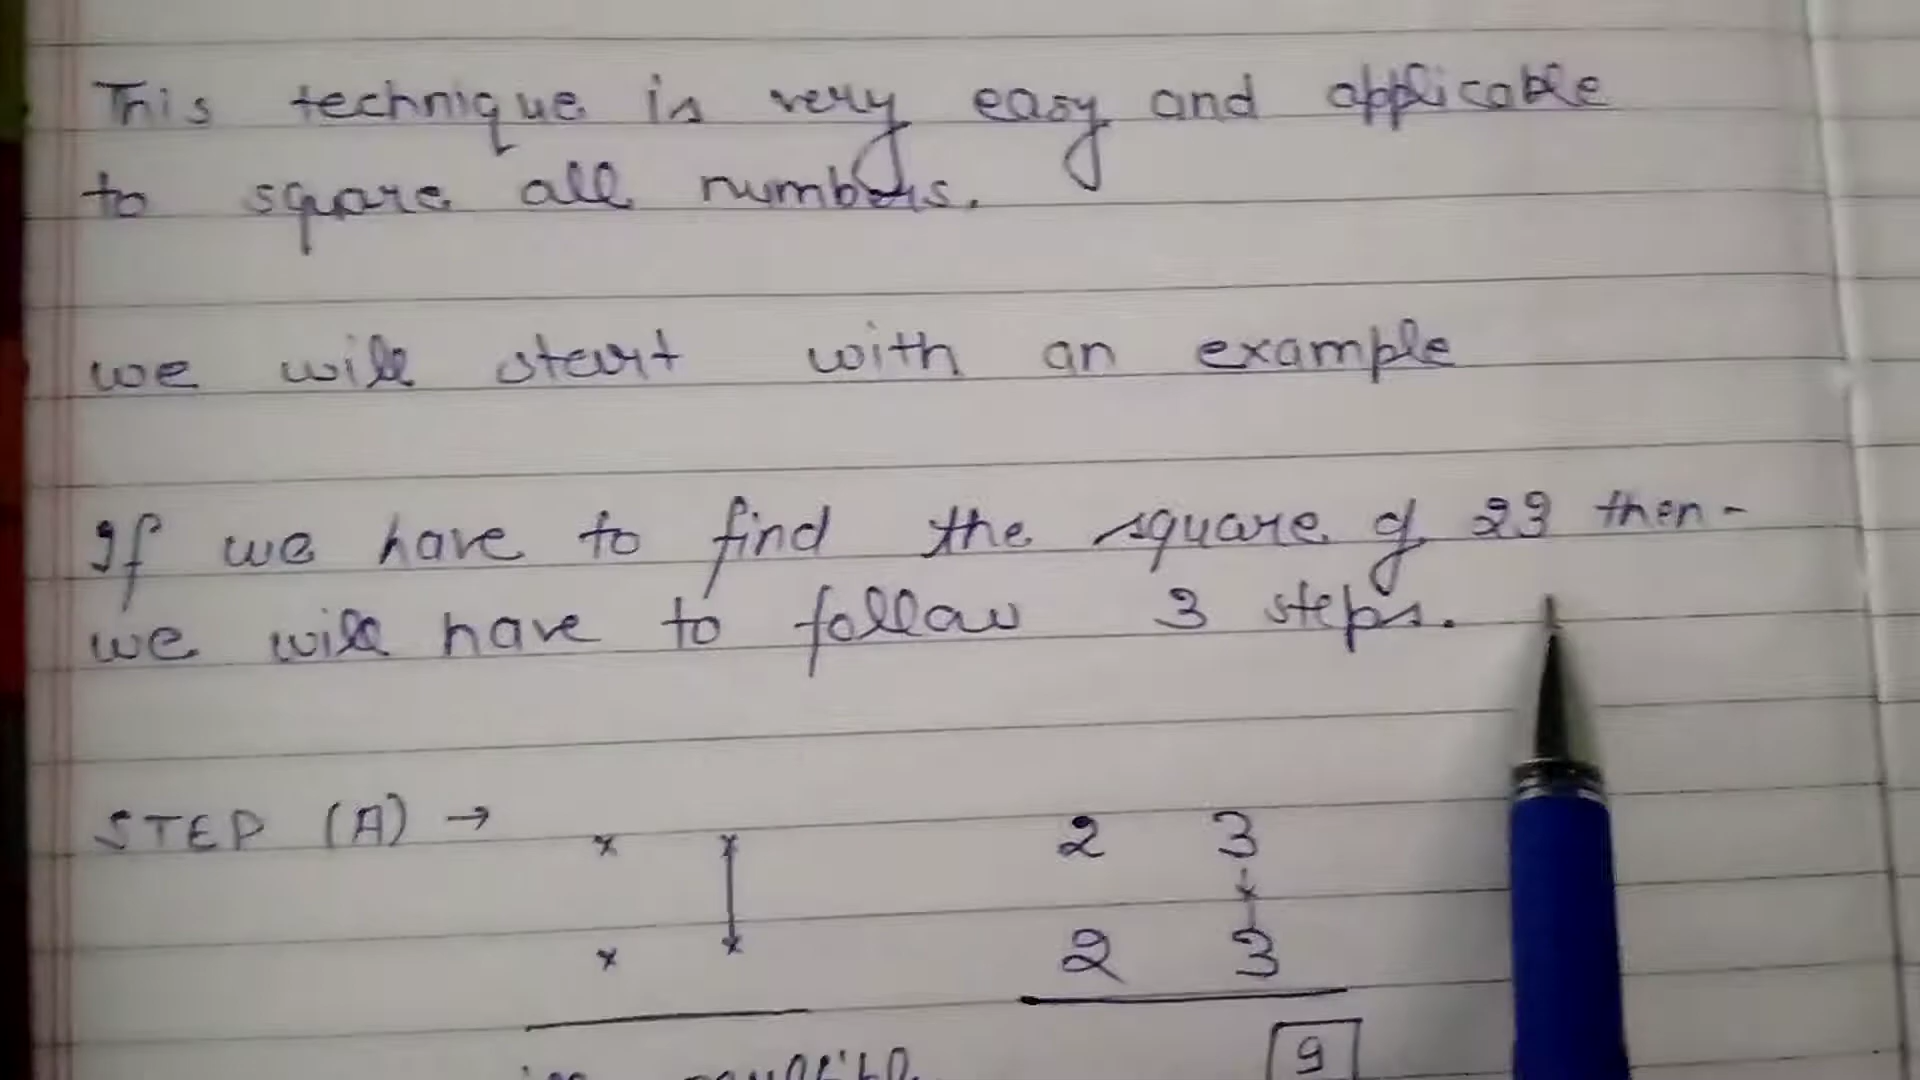 This technique is very easy and applicable
to square all numbers.
we will start with an example
If we have to find the square of 23 then -
we will have to follow 3 steps.
STEP (A) → x x 2 3
x
x x 2 3
9